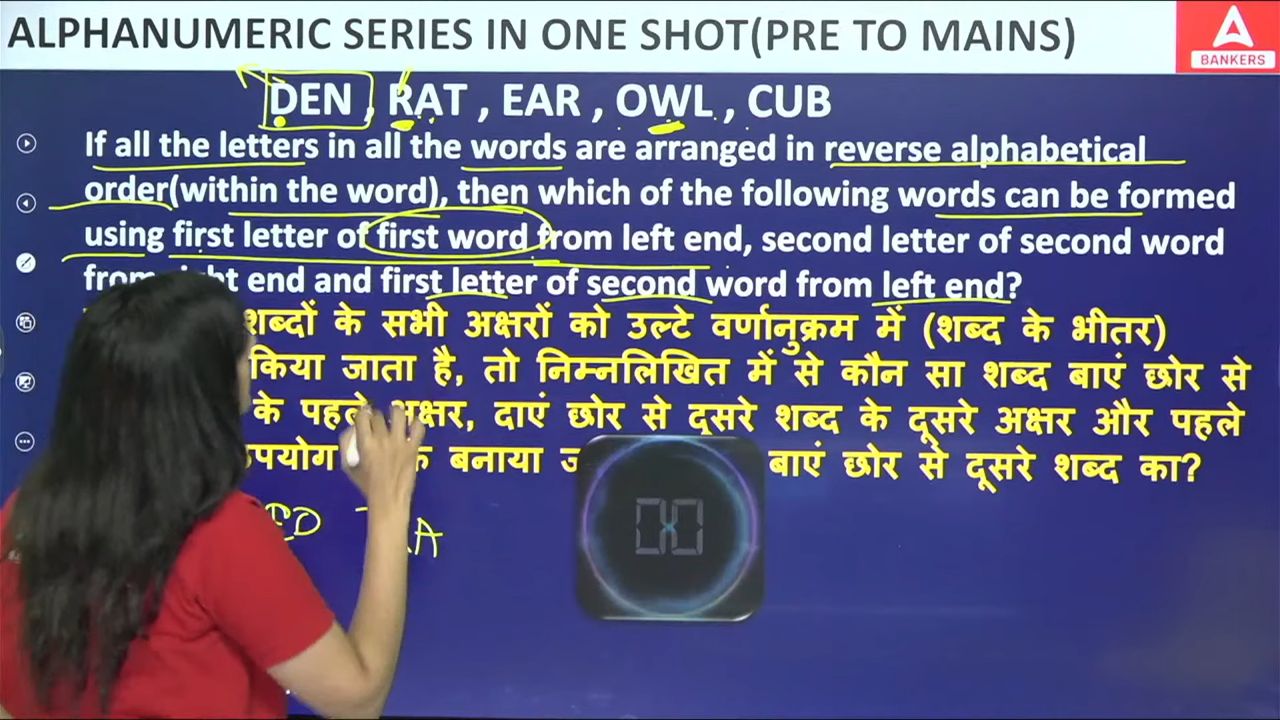 ALPHANUMERIC SERIES IN ONE SHOT(PRE TO MAINS)
A
BANKERS
DEN , RAT , EAR , OWL , CUB
If all the letters in all the words are arranged in reverse alphabetical
order(within the word), then which of the following words can be formed
using first letter of first word from left end, second letter of second word
from end and first letter of second word from left end?
शब्दों के सभी अक्षरों को उल्टे वर्णानुक्रम में (शब्द के भीतर)
किया जाता है, तो निम्नलिखित में से कौन सा शब्द बाएं छोर से
के पहले अक्षर, दाएं छोर से दूसरे शब्द के दूसरे अक्षर और पहले
बनाया बाएं छोर से दूसरे शब्द का?
00